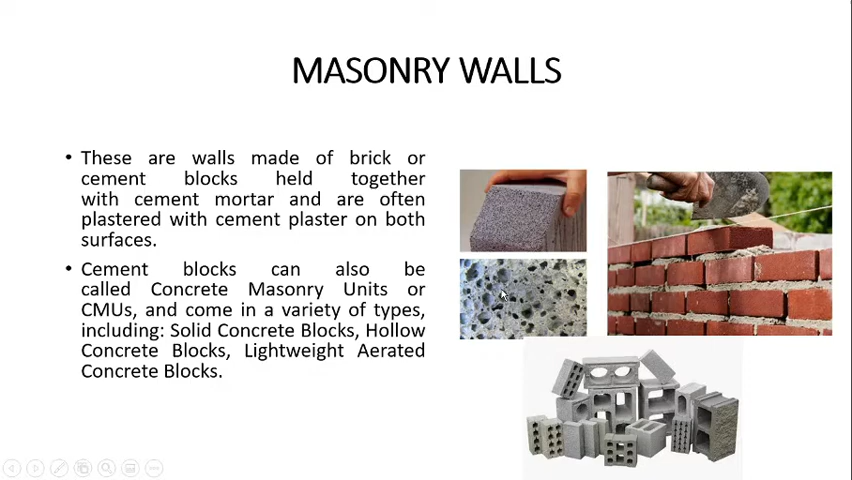 MASONRY WALLS
• These are walls made of brick or
cement blocks held together
with cement mortar and are often
plastered with cement plaster on both
surfaces.
• Cement blocks can also be
called Concrete Masonry Units or
CMUs, and come in a variety of types,
including: Solid Concrete Blocks, Hollow
Concrete Blocks, Lightweight Aerated
Concrete Blocks.